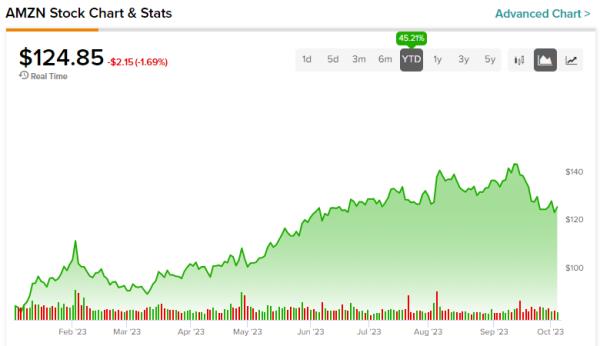 AMZN Stock Chart & Stats
Advanced Chart >
$124.85 -$2.15 (-1.69%)
Real Time
45.21%
1d 5d 3m 6m YTD 1y 3y 5y
$140
$120
$100
Feb '23 Mar '23 Apr '23 May '23 Jun '23 Jul '23 Aug '23 Sep '23 Oct '23